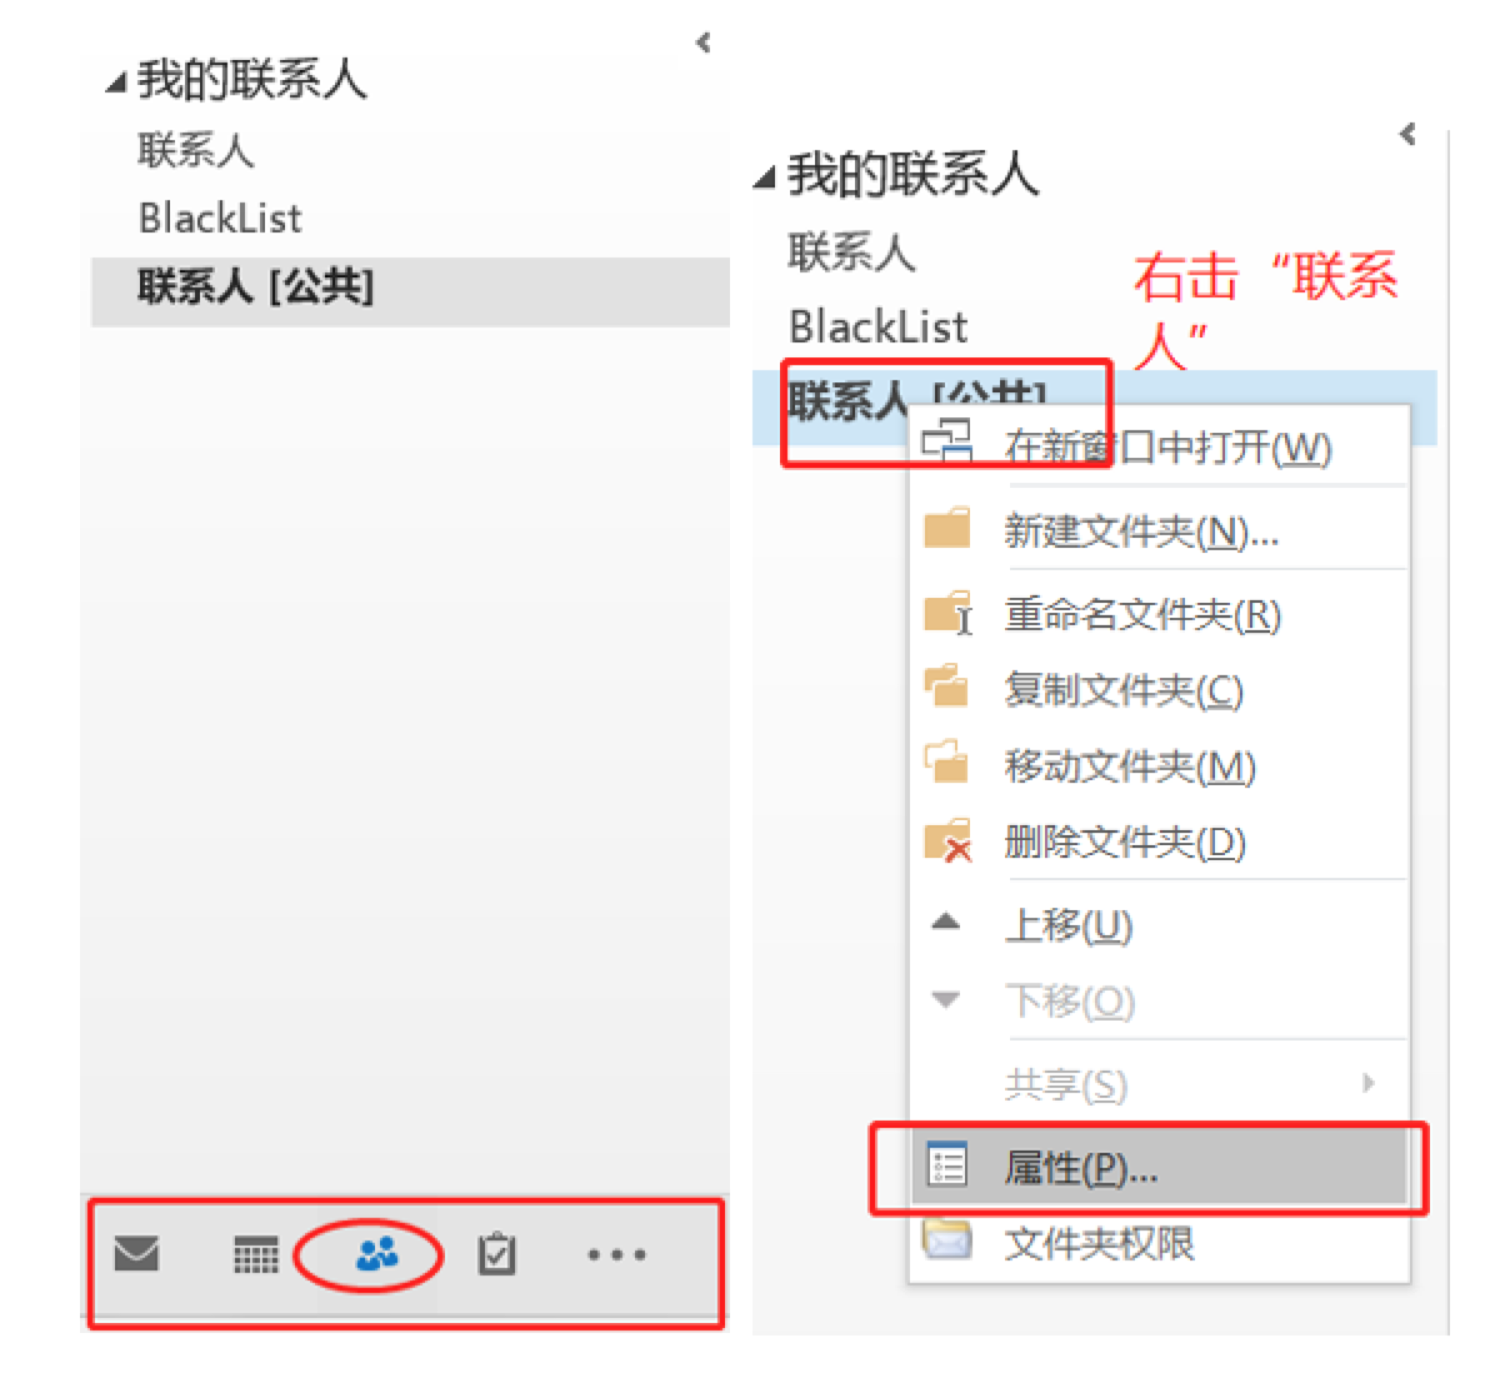 我的联系人
联系人
BlackList
联系人 [公共]
我的联系人
联系人
BlackList
右击“联系
人”
联系人 [公共]
在新窗口中打开(W)
新建文件夹(N)...
重命名文件夹(R)
复制文件夹(C)
移动文件夹(M)
删除文件夹(D)
上移(U)
下移(O)
共享(S)
属性(P)...
文件夹权限